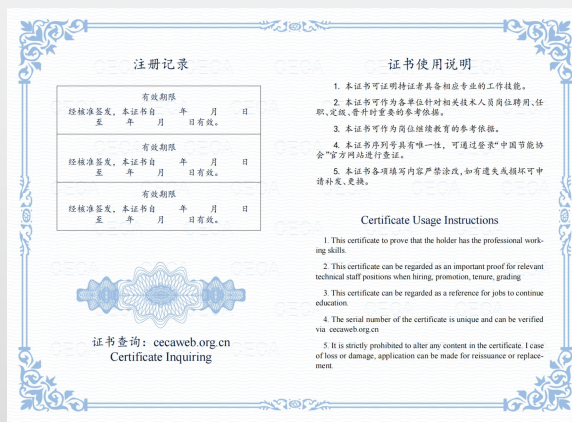 注册记录
有效期限
经核准签发，本证书自 年 月 日
至 年 月 日有效。
有效期限
经核准签发，本证书自 年 月 日
至 年 月 日有效。
有效期限
经核准签发，本证书自 年 月 日
至 年 月 日有效。
证书查询：cecaweb.org.cn
Certificate Inquiring
证书使用说明
1. 本证书可证明持证者具备相应专业的工作技能。
2. 本证书可作为各单位针对相关技术人员岗位聘用、任
职、定级、晋升时重要的参考依据。
3. 本证书可作为岗位继续教育的参考依据。
4. 本证书序列号具有唯一性，可通过登录“中国节能协
会”官方网站进行查证。
5. 本证书各项填写内容严禁涂改，如有遗失或损坏可申
请补发、更换。
Certificate Usage Instructions
1. This certificate to prove that the holder has the professional work-
ing skills.
2. This certificate can be regarded as an important proof for relevant
technical staff positions when hiring, promotion, tenure, grading
3. This certificate can be regarded as a reference for jobs to continue
education.
4. The serial number of the certificate is unique and can be verified
via cecaweb.org.cn
5. It is strictly prohibited to alter any content in the certificate. I case
of loss or damage, application can be made for reissuance or replace-
ment.